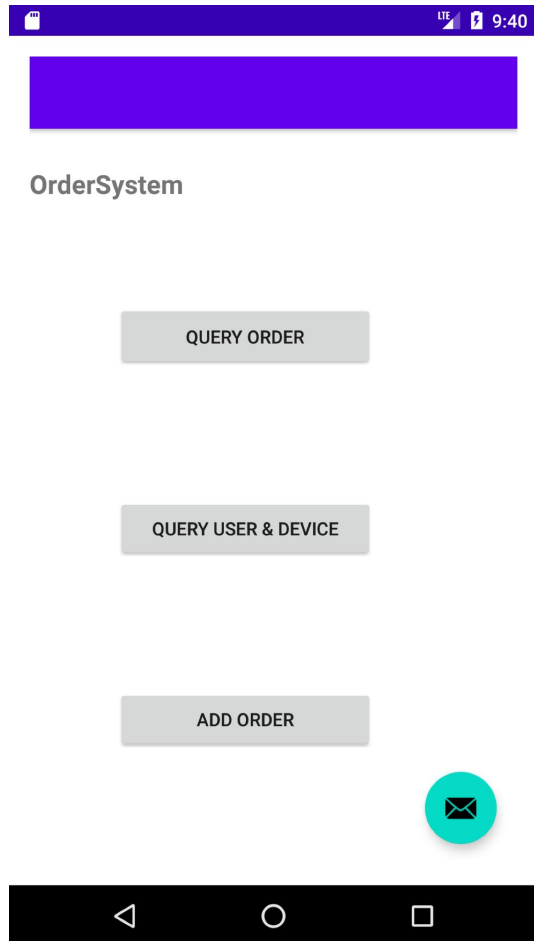 LTE 9:40
OrderSystem
QUERY ORDER
QUERY USER & DEVICE
ADD ORDER